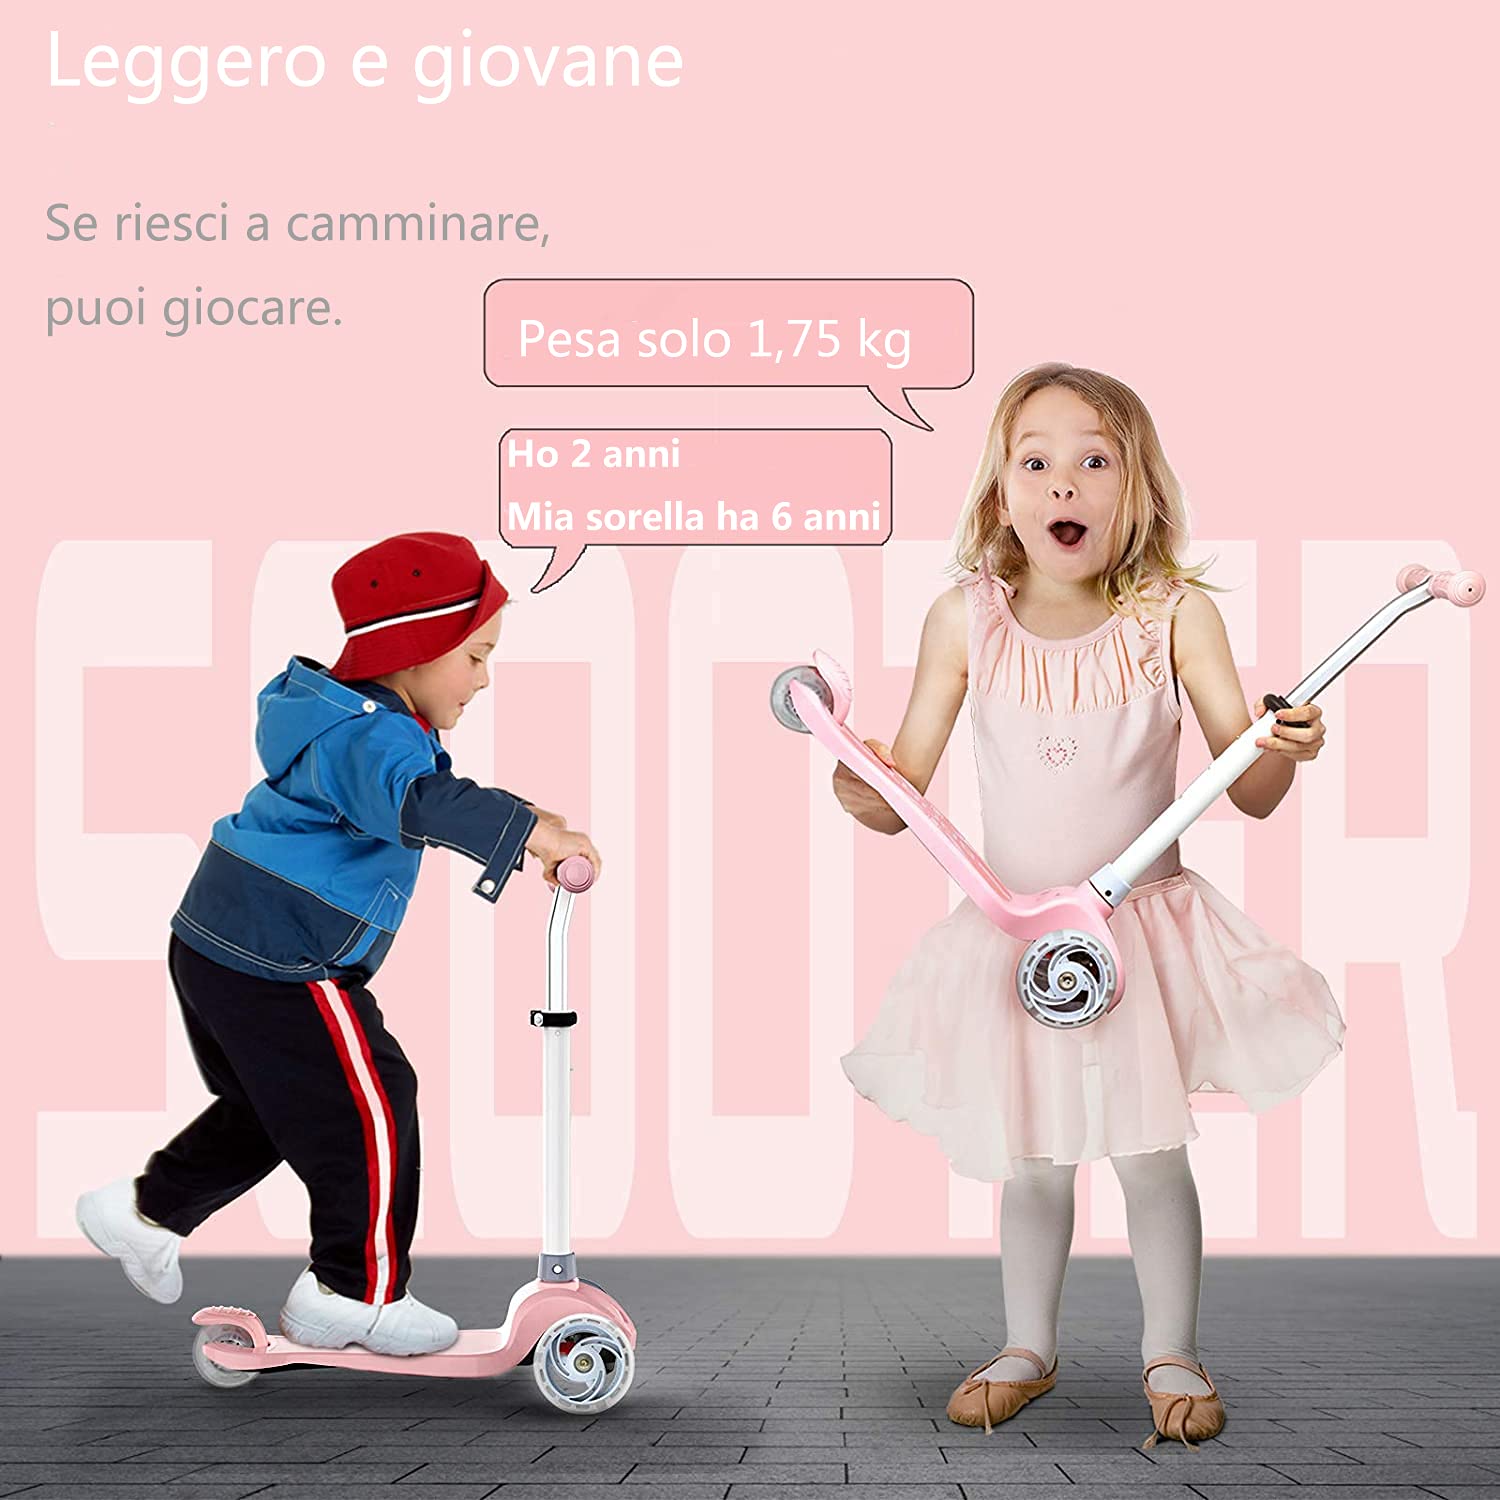 Leggero e giovane
Se riesci a camminare,
puoi giocare.
Pesa solo 1,75 kg
Ho 2 anni
Mia sorella ha 6 anni
SCOOTER